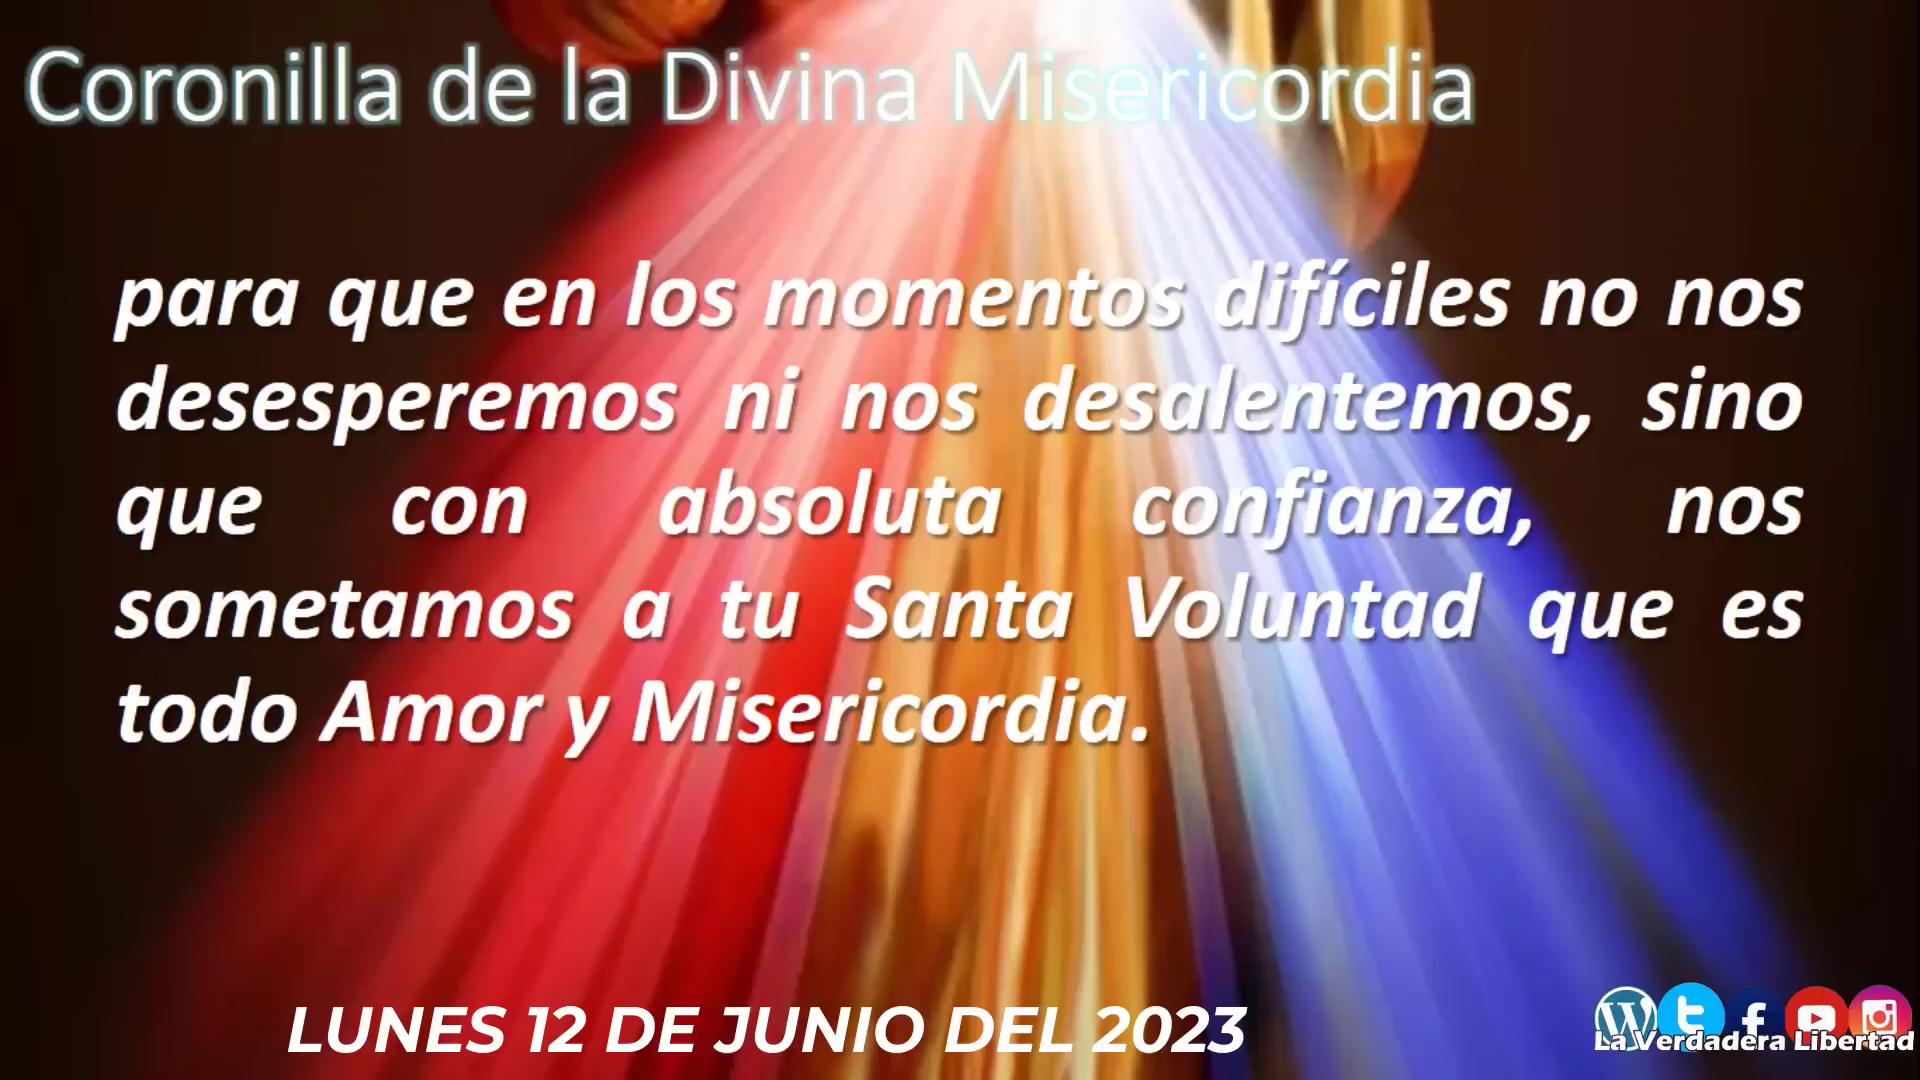 Coronilla de la Divina Misericordia
para que en los momentos difíciles no nos
desesperemos ni nos desalentemos, sino
que con absoluta confianza, nos
sometamos a tu Santa Voluntad que es
todo Amor y Misericordia.
LUNES 12 DE JUNIO DEL 2023
La Verdadera Libertad